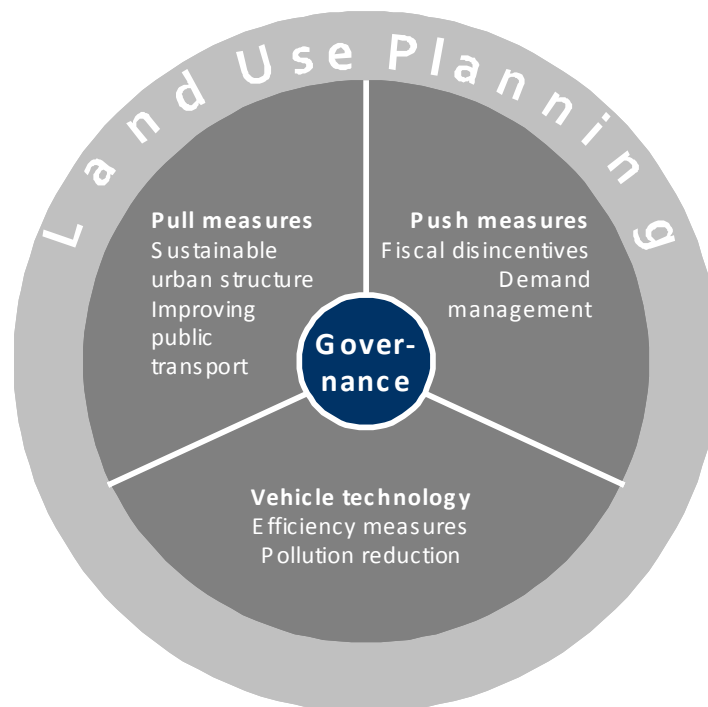 Land Use Planning
Pull measures
Sustainable
urban structure
Improving
public
transport
Push measures
Fiscal disincentives
Demand
management
Gover-
nance
Vehicle technology
Efficiency measures
Pollution reduction